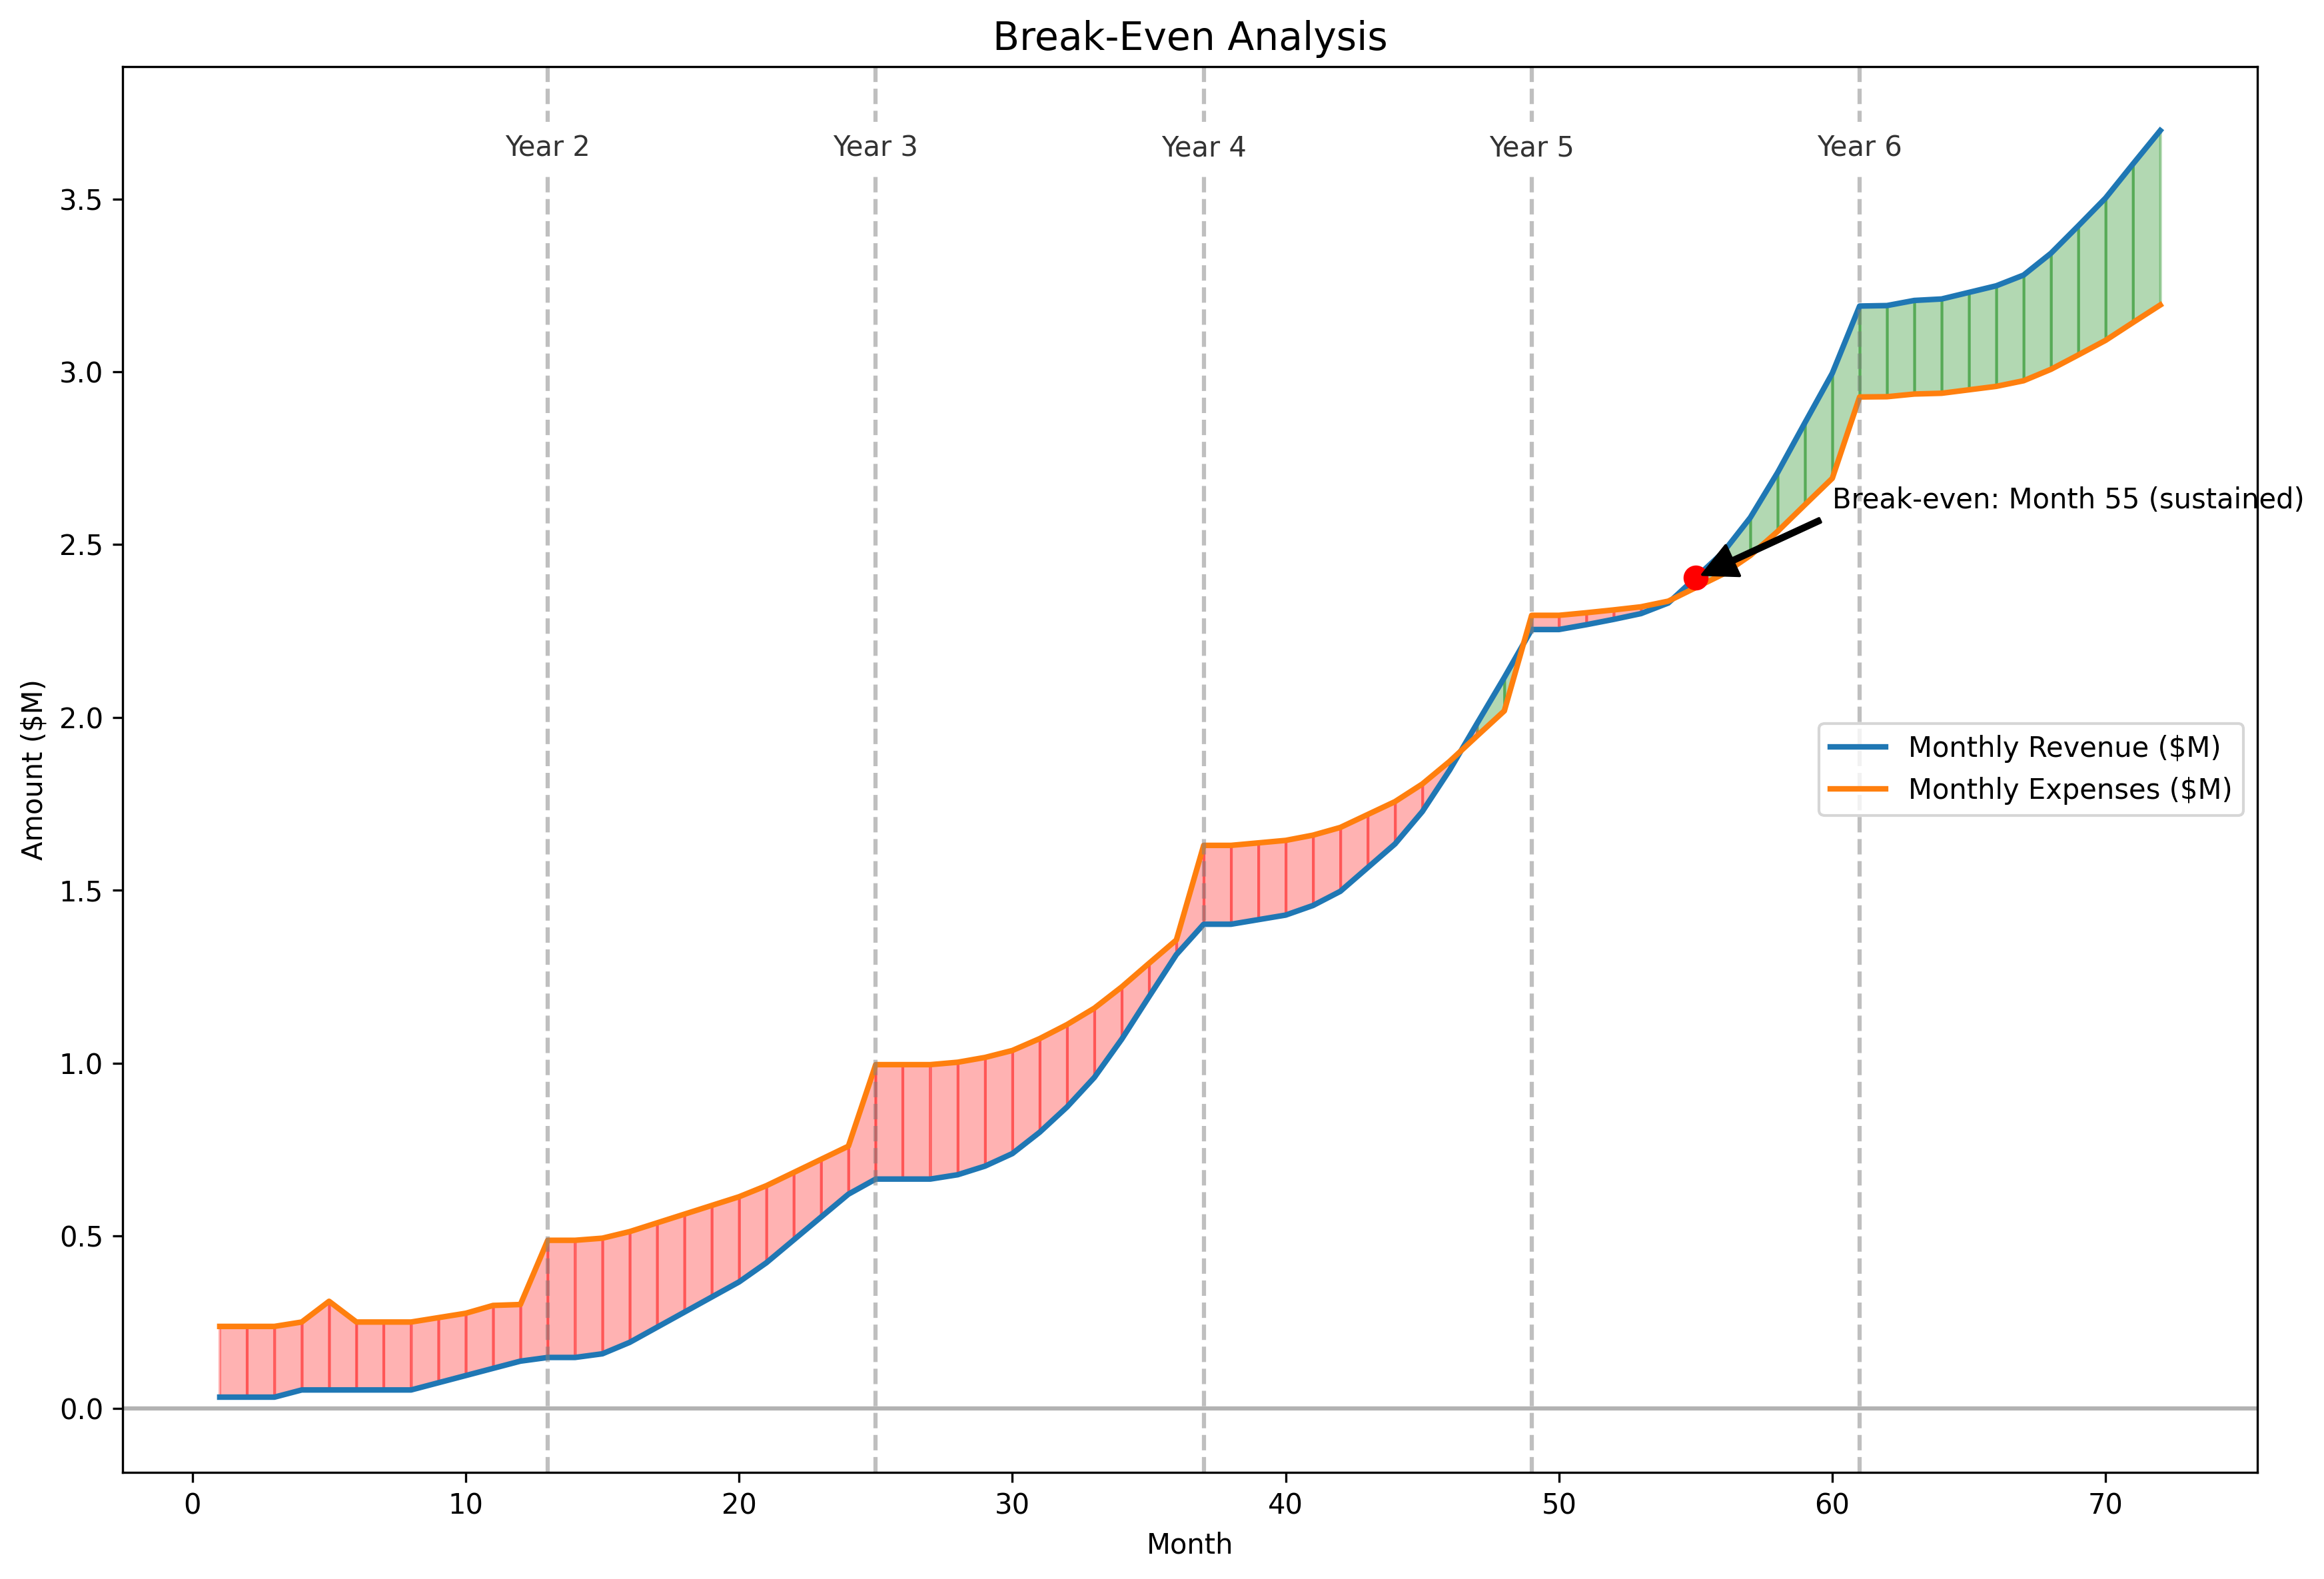 Break-Even Analysis
Year 2
Year 3
Year 4
Year 5
Year 6
3.5
3.0
2.5
2.0
1.5
1.0
0.5
0.0
Amount ($M)
Break-even: Month 55 (sustained)
Monthly Revenue ($M)
Monthly Expenses ($M)
0
10
20
30
40
50
60
70
Month